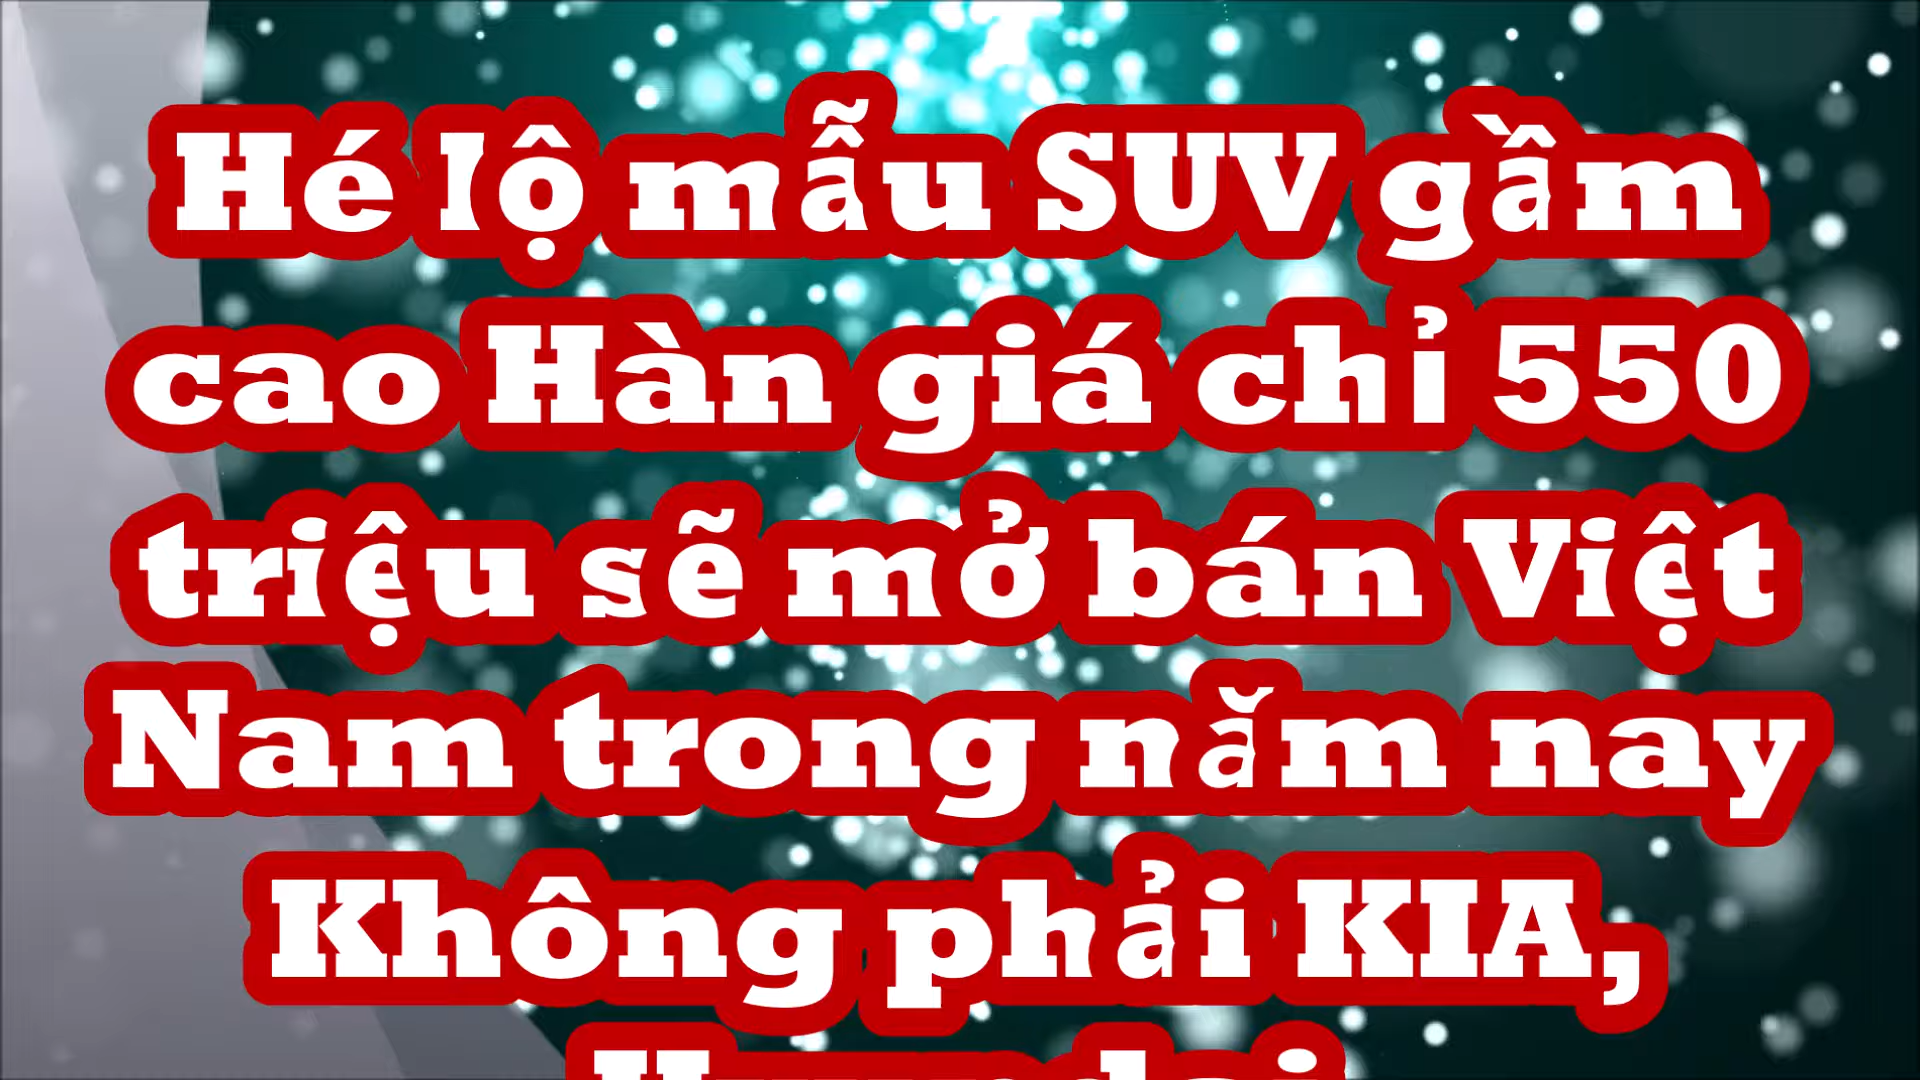 Hé lộ mẫu SUV gầm
cao Hàn giá chỉ 550
triệu sẽ mở bán Việt
Nam trong năm nay
Không phải KIA,